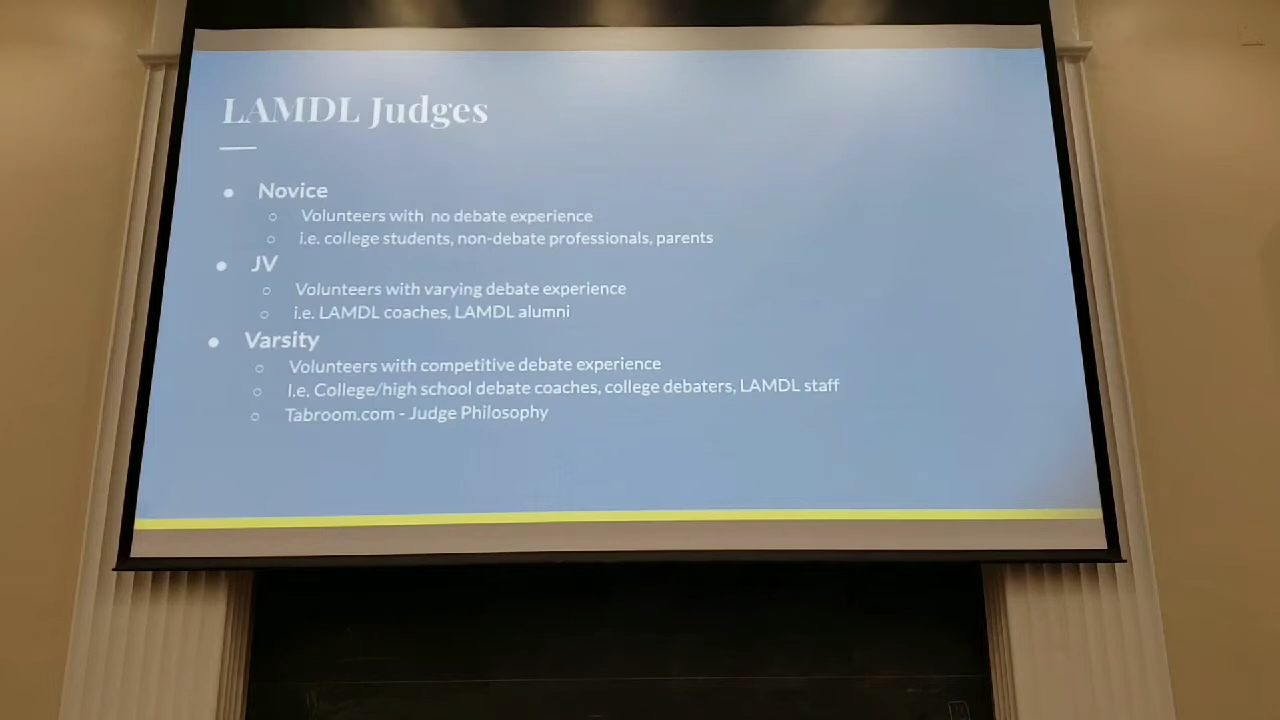 LAMDL Judges
● Novice
○ Volunteers with no debate experience
○ i.e. college students, non-debate professionals, parents
● JV
○ Volunteers with varying debate experience
○ i.e. LAMDL coaches, LAMDL alumni
● Varsity
○ Volunteers with competitive debate experience
○ I.e. College/high school debate coaches, college debaters, LAMDL staff
○ Tabroom.com - Judge Philosophy